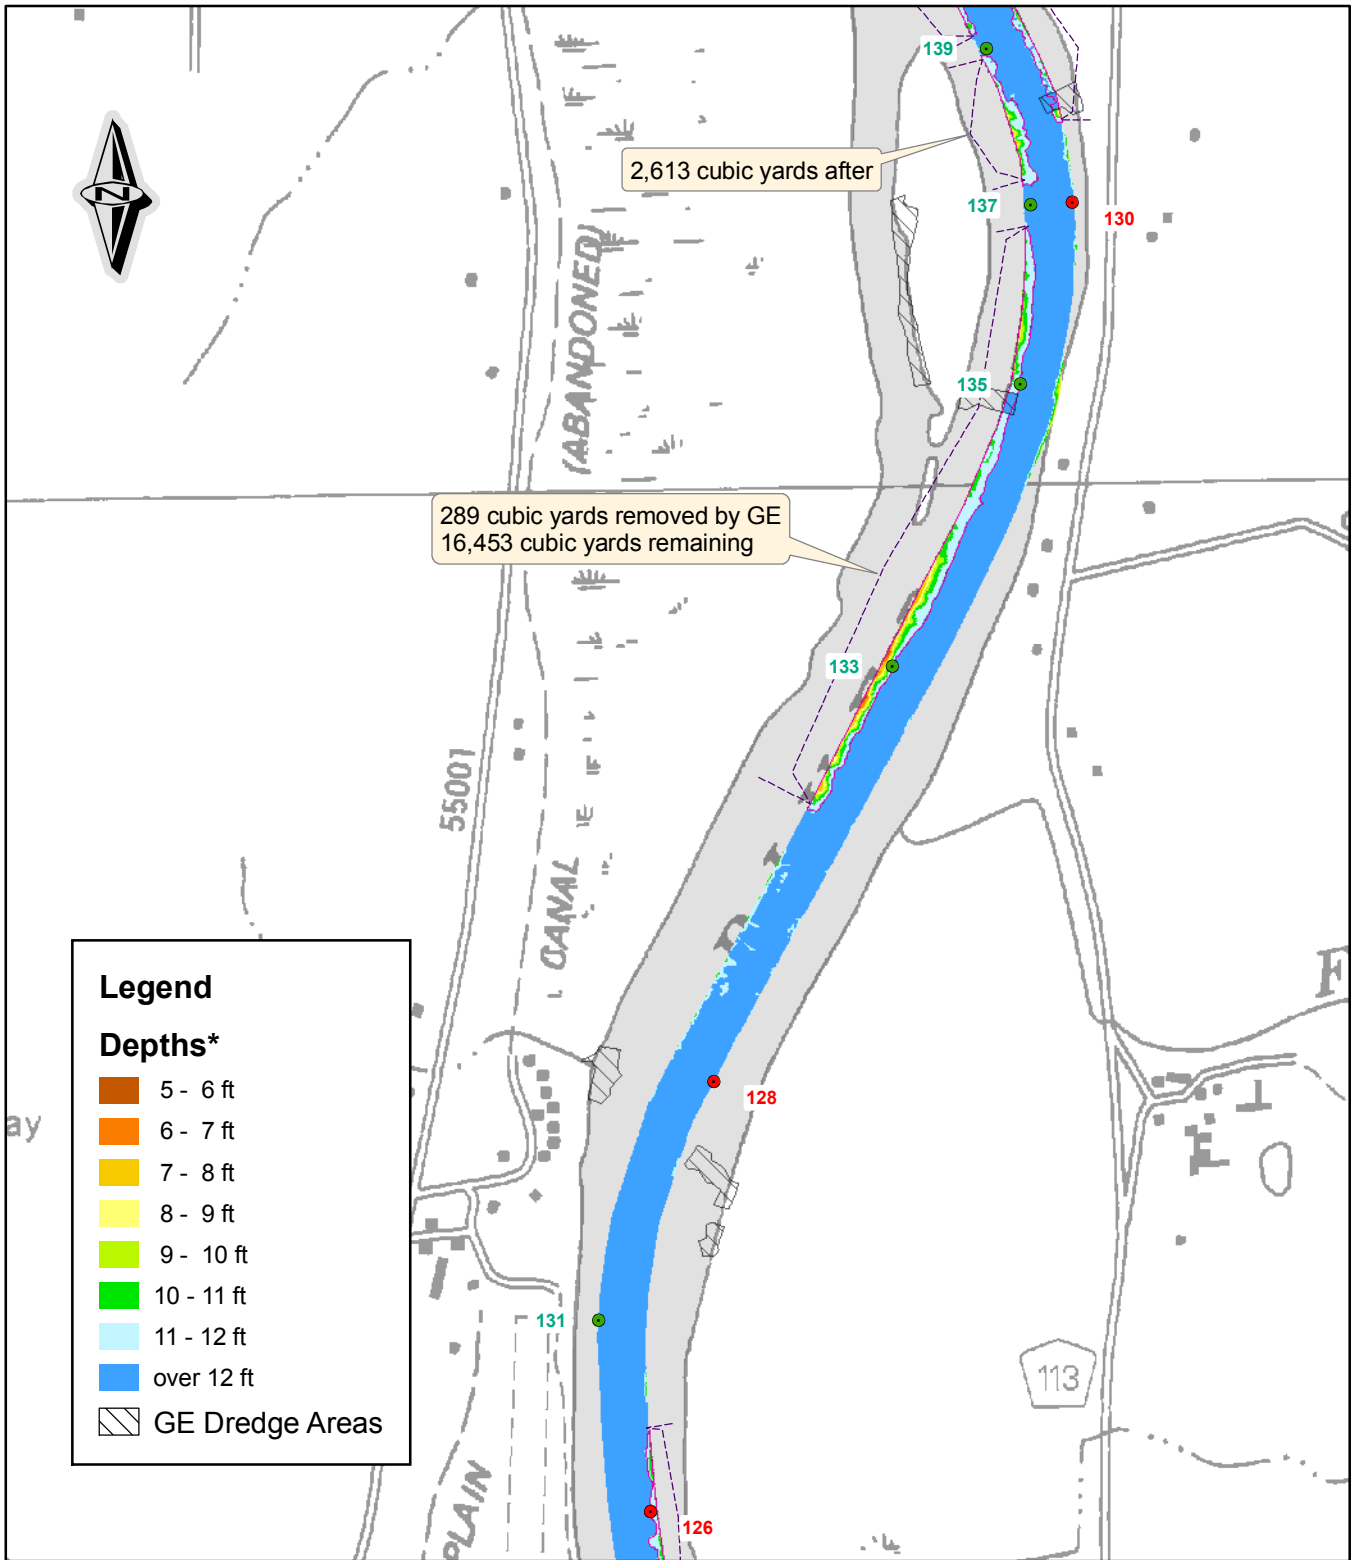 139
2,613 cubic yards after
137
130
N
(ABANDONED)
135
289 cubic yards removed by GE
16,453 cubic yards remaining
133
55001
CANAL
F
Legend
Depths*
5 - 6 ft
6 - 7 ft
7 - 8 ft
8 - 9 ft
9 - 10 ft
10 - 11 ft
11 - 12 ft
over 12 ft
GE Dredge Areas
ay
128
131
113
126
PLAIN